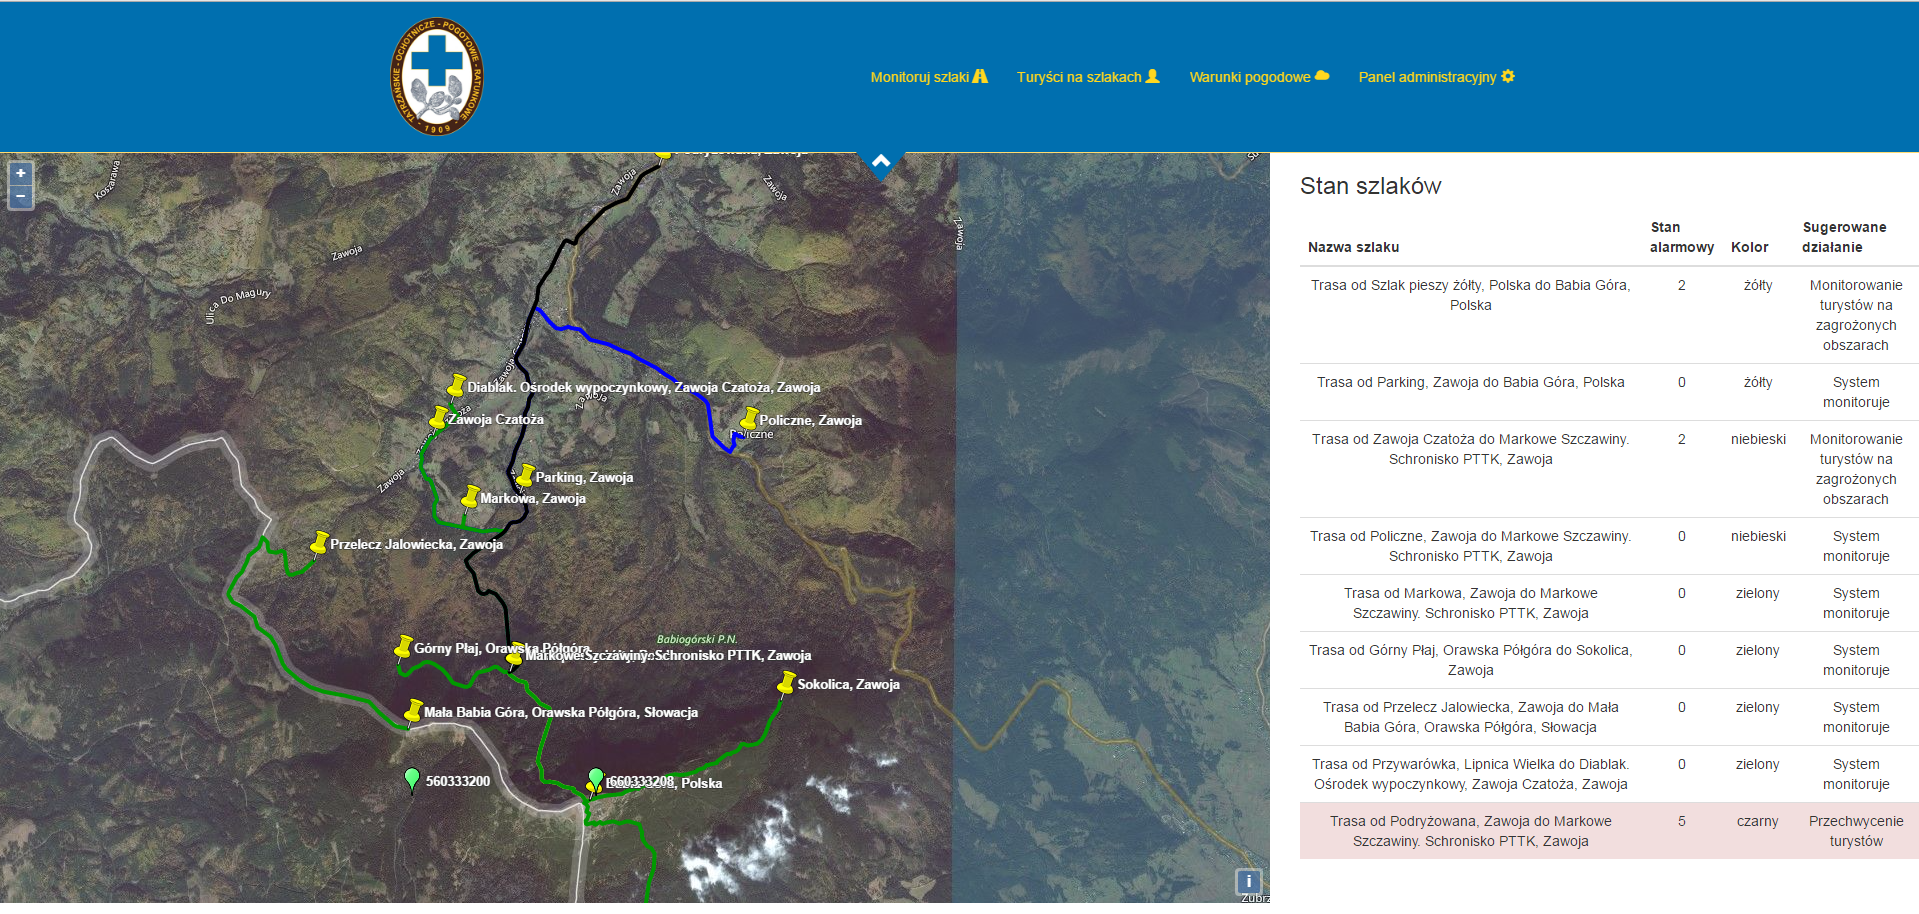 TATRZAŃSKIE - OCHOTNICZE - POGOTOWIE - RATUNKOWE - 1909 -
Monitoruj szlaki
Turyści na szlakach
Warunki pogodowe
Panel administracyjny
+
−
Koszarawa
Zawoja
Zawoja
Zawoja
Zawoja
Ulica Do Magury
Diablak. Ośrodek wypoczynkowy, Zawoja Czatoża, Zawoja
Zawoja
Zawoja Czatoża
Policzne, Zawoja
Policzne
Zawoja
Parking, Zawoja
Markowa, Zawoja
Przelecz Jalowiecka, Zawoja
Babiogórski P.N.
Górny Płaj, Orawska Półgóra
Markowe Szczawiny. Schronisko PTTK, Zawoja
Sokolica, Zawoja
Mała Babia Góra, Orawska Półgóra, Słowacja
560333200
660333208
Polska
i
Stan szlaków
Nazwa szlaku
Stan
alarmowy
Kolor
Sugerowane
działanie
Trasa od Szlak pieszy żółty, Polska do Babia Góra,
Polska
2
żółty
Monitorowanie
turystów na
zagrożonych
obszarach
Trasa od Parking, Zawoja do Babia Góra, Polska
0
żółty
System
monitoruje
Trasa od Zawoja Czatoża do Markowe Szczawiny.
Schronisko PTTK, Zawoja
2
niebieski
Monitorowanie
turystów na
zagrożonych
obszarach
Trasa od Policzne, Zawoja do Markowe Szczawiny.
Schronisko PTTK, Zawoja
0
niebieski
System
monitoruje
Trasa od Markowa, Zawoja do Markowe
Szczawiny. Schronisko PTTK, Zawoja
0
zielony
System
monitoruje
Trasa od Górny Płaj, Orawska Półgóra do Sokolica,
Zawoja
0
zielony
System
monitoruje
Trasa od Przelecz Jalowiecka, Zawoja do Mała
Babia Góra, Orawska Półgóra, Słowacja
0
zielony
System
monitoruje
Trasa od Przywarówka, Lipnica Wielka do Diablak.
Ośrodek wypoczynkowy, Zawoja Czatoża, Zawoja
0
zielony
System
monitoruje
Trasa od Podryżowana, Zawoja do Markowe
Szczawiny. Schronisko PTTK, Zawoja
5
czarny
Przechwycenie
turystów